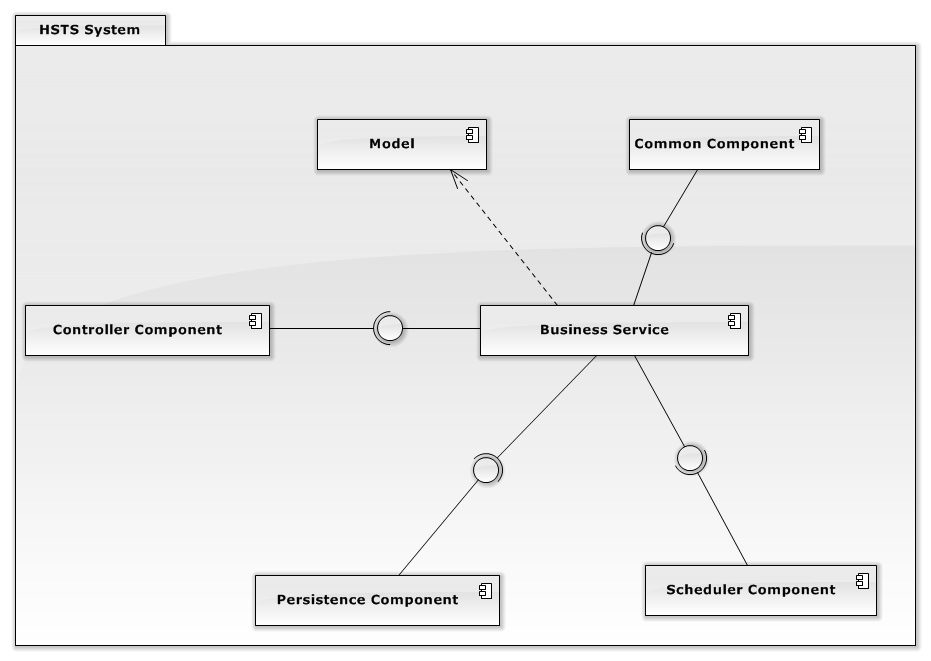 HSTS System
Model
Common Component
Controller Component
Business Service
Persistence Component
Scheduler Component